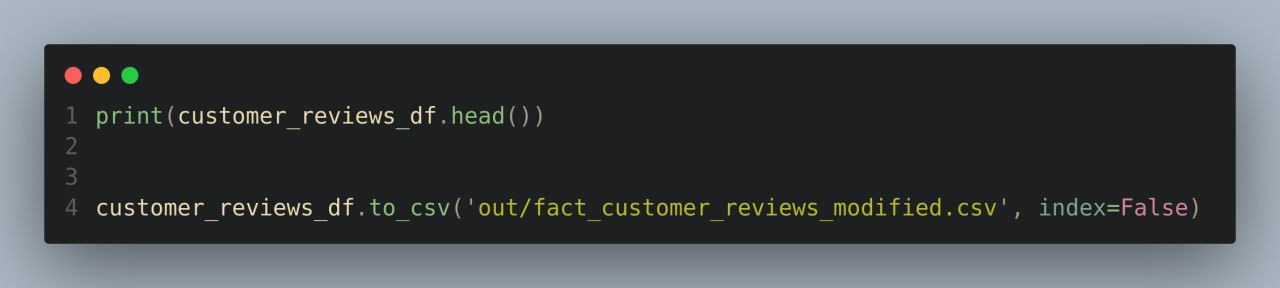 1 print(customer_reviews_df.head())
2
3
4 customer_reviews_df.to_csv('out/fact_customer_reviews_modified.csv', index=False)